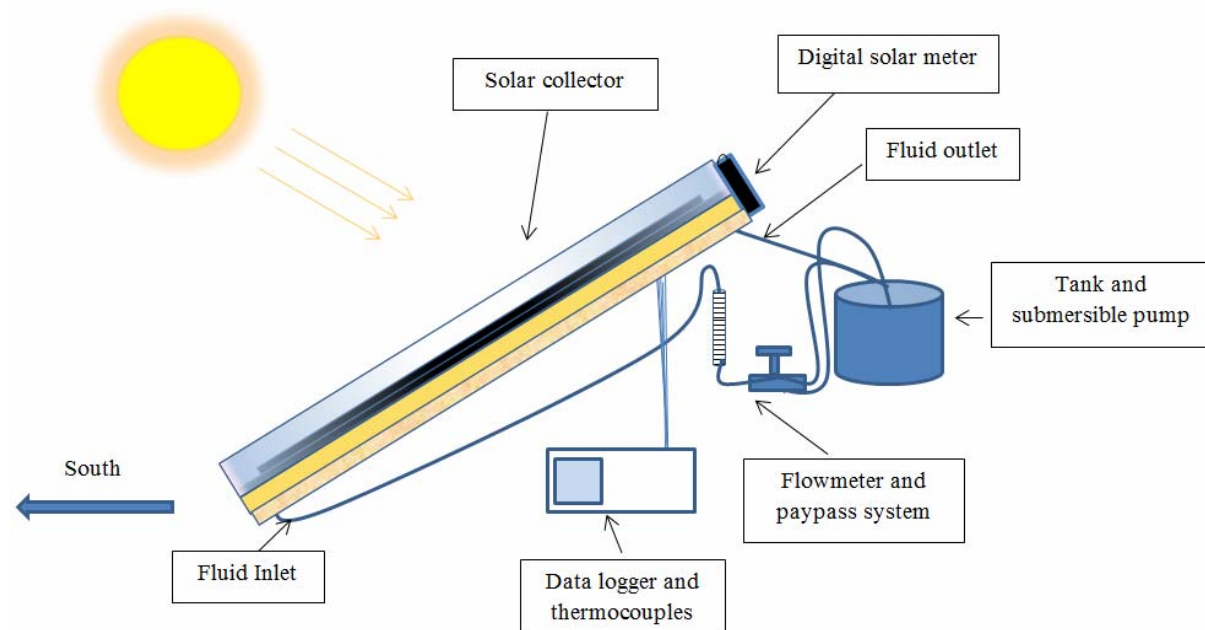 Digital solar meter
Solar collector
Fluid outlet
Tank and
submersible pump
South
Flowmeter and
paypass system
Fluid Inlet
Data logger and
thermocouples